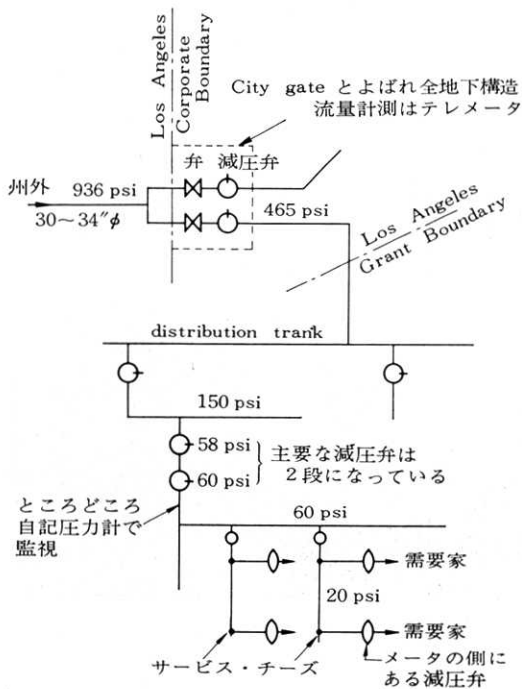 Los Angeles
Corporate
Boundary
City gate とよばれ全地下構造
流量計測はテレメータ
弁 減圧弁
州外
936 psi
30〜34″φ
465 psi
Los Angeles
Grant Boundary
distribution trank
150 psi
58 psi
60 psi
主要な減圧弁は
2段になっている
ところどころ
自記圧力計で
監視
60 psi
需要家
20 psi
需要家
サービス・チーズ
メータの側に
ある減圧弁